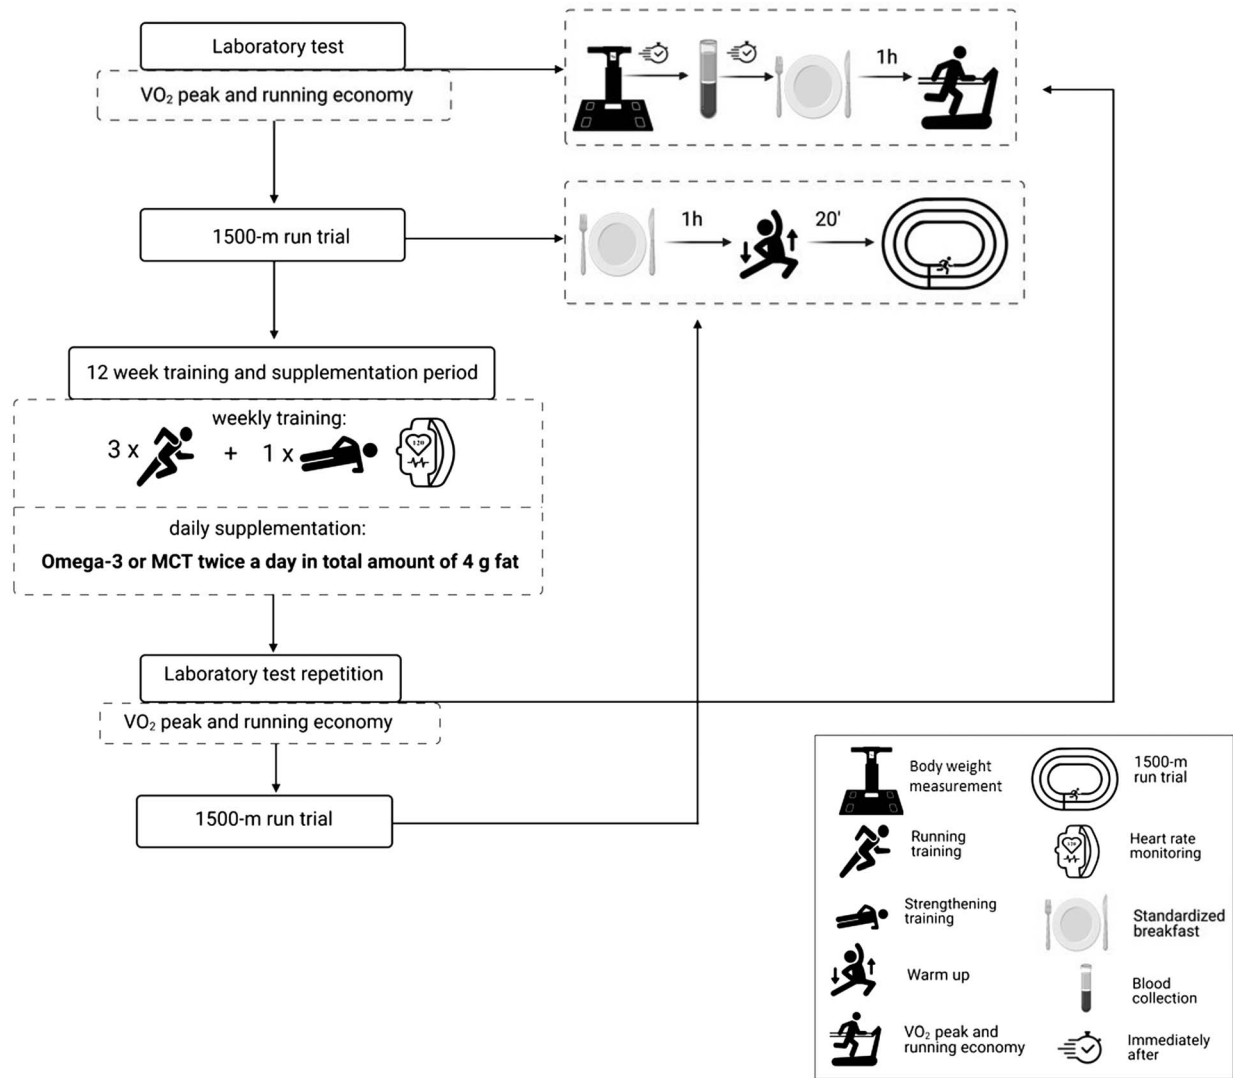 Laboratory test
VO₂ peak and running economy
1h
1500-m run trial
1h
20'
12 week training and supplementation period
weekly training:
3 x
+
1 x
120
daily supplementation:
Omega-3 or MCT twice a day in total amount of 4 g fat
Laboratory test repetition
VO₂ peak and running economy
1500-m run trial
Body weight
measurement
1500-m
run trial
Running
training
120
Heart rate
monitoring
Strengthening
training
Standardized
breakfast
Warm up
Blood
collection
VO₂ peak and
running economy
Immediately
after